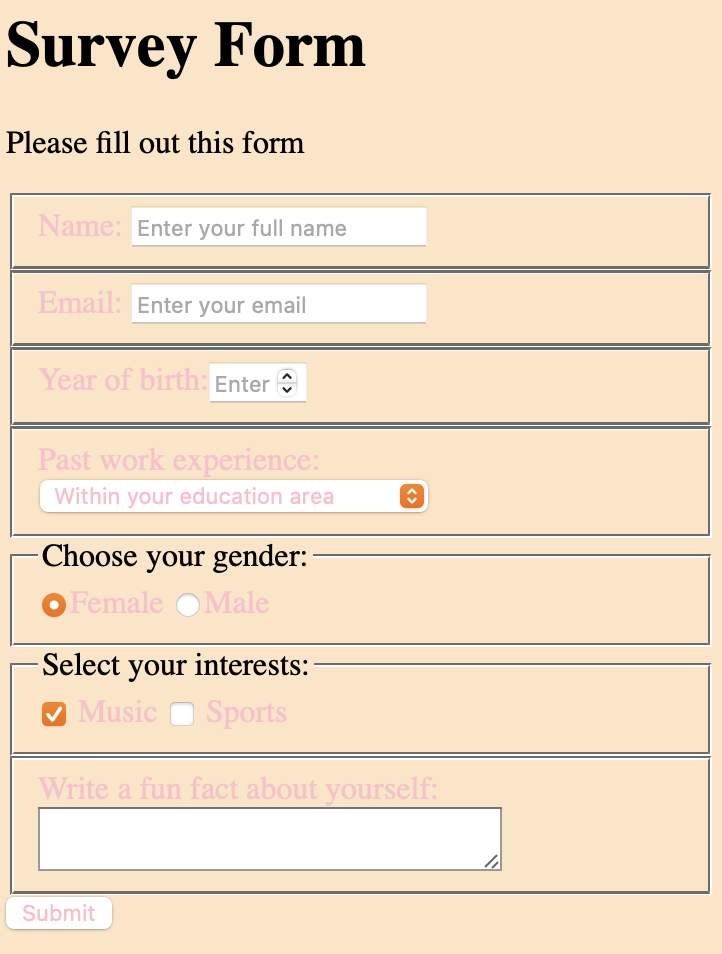 Survey Form
Please fill out this form
Name: Enter your full name
Email: Enter your email
Year of birth: Enter
Past work experience:
Within your education area
Choose your gender:
Female Male
Select your interests:
Music Sports
Write a fun fact about yourself:
Submit